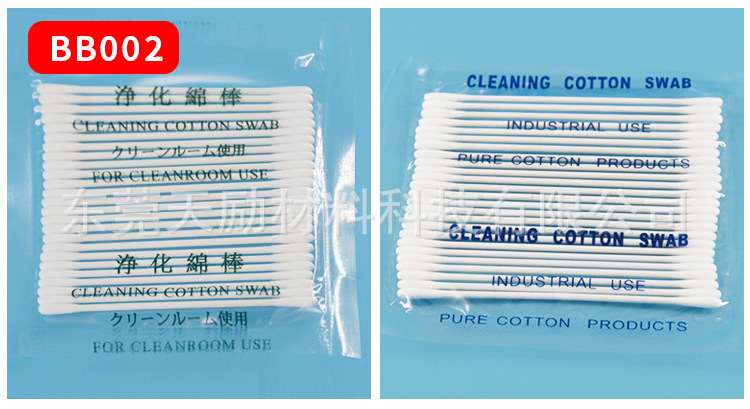 BB002
净化綿棒
CLEANING COTTON SWAB
クリーンルーム使用
FOR CLEANROOM USE
净化綿棒
CLEANING COTTON SWAB
クリーンルーム使用
FOR CLEANROOM USE
CLEANING COTTON SWAB
INDUSTRIAL USE
PURE COTTON PRODUCTS
CLEANING COTTON SWAB
INDUSTRIAL USE
PURE COTTON PRODUCTS
东莞天励材料科技有限公司